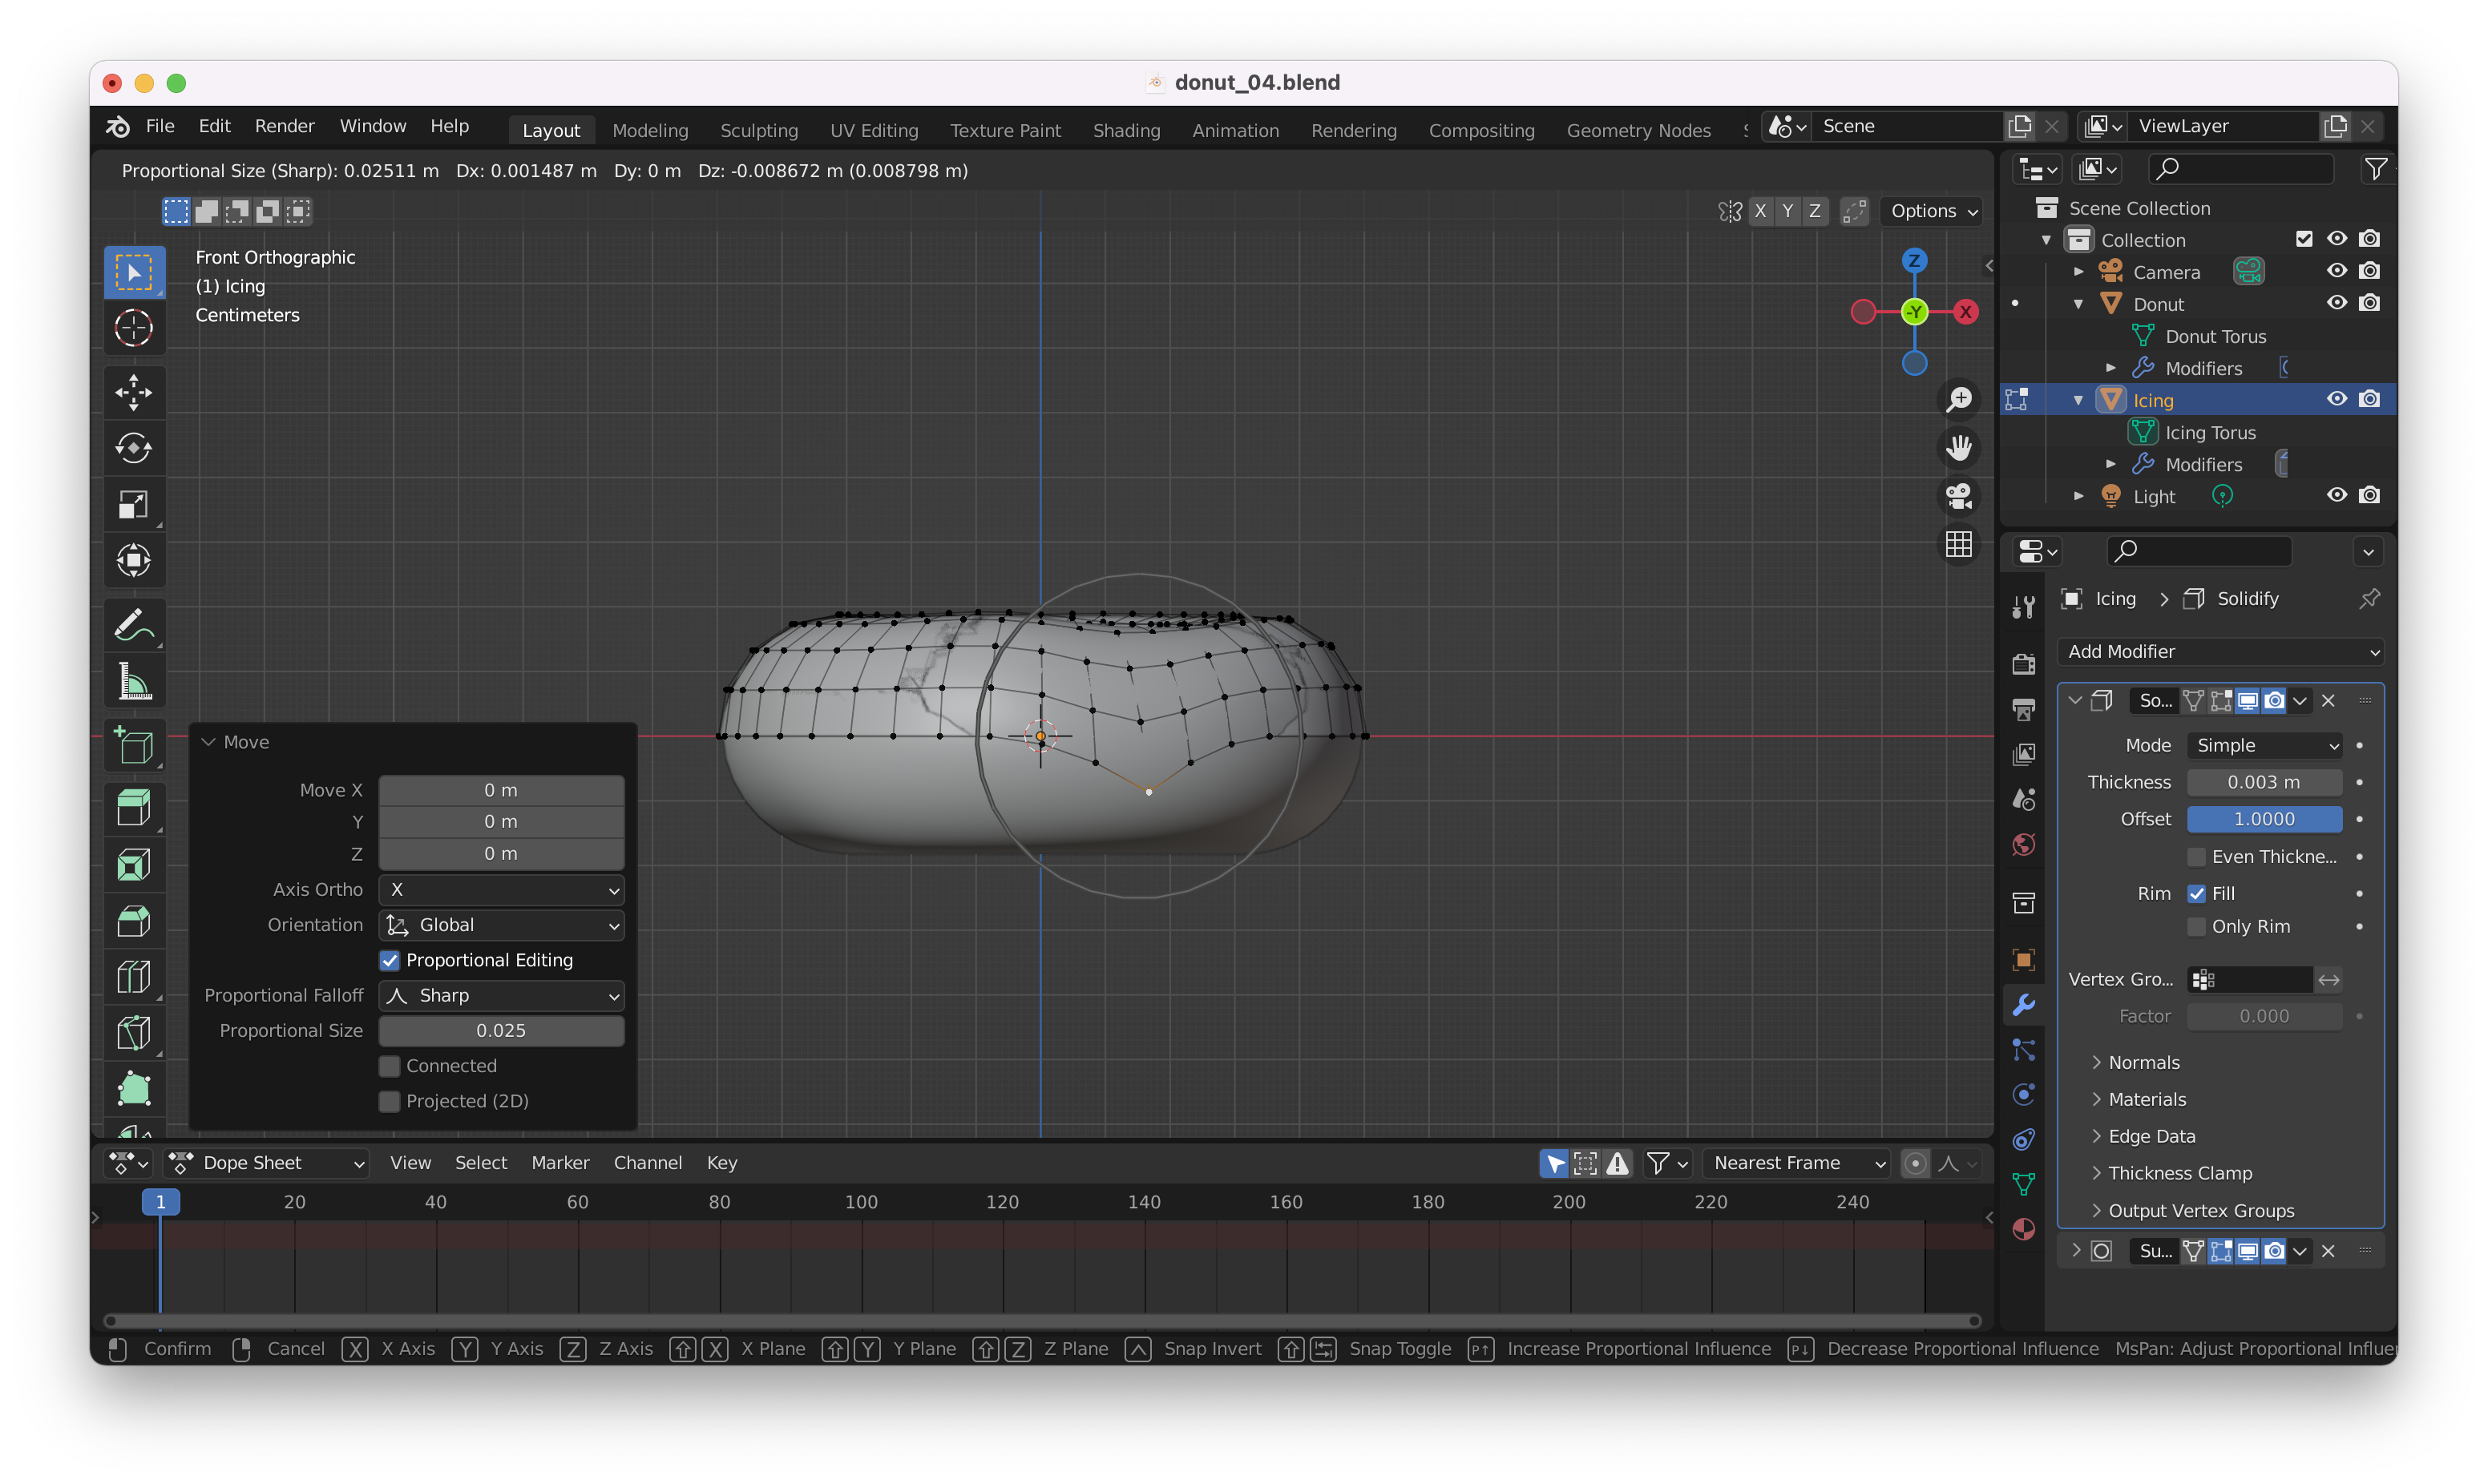 donut_04.blend
File Edit Render Window Help Layout Modeling Sculpting UV Editing Texture Paint Shading Animation Rendering Compositing Geometry Nodes Scene ViewLayer
Proportional Size (Sharp): 0.02511 m Dx: 0.001487 m Dy: 0 m Dz: -0.008672 m (0.008798 m)
X Y Z Options
Front Orthographic
(1) Icing
Centimeters
Z
-Y X
Scene Collection
Collection
Camera
Donut
Donut Torus
Modifiers
Icing
Icing Torus
Modifiers
Light
Icing > Solidify
Add Modifier
So...
Mode Simple
Thickness 0.003 m
Offset 1.0000
Even Thickne...
Rim Fill
Only Rim
Vertex Gro...
Factor 0.000
Normals
Materials
Edge Data
Thickness Clamp
Output Vertex Groups
Su...
Move
Move X 0 m
Y 0 m
Z 0 m
Axis Ortho X
Orientation Global
Proportional Editing
Proportional Falloff Sharp
Proportional Size 0.025
Connected
Projected (2D)
Dope Sheet View Select Marker Channel Key Nearest Frame
1 20 40 60 80 100 120 140 160 180 200 220 240
Confirm Cancel X X Axis Y Y Axis Z Z Axis X X Plane Y Y Plane Z Z Plane Snap Invert Snap Toggle P↑ Increase Proportional Influence P↓ Decrease Proportional Influence MsPan: Adjust Proportional Influe